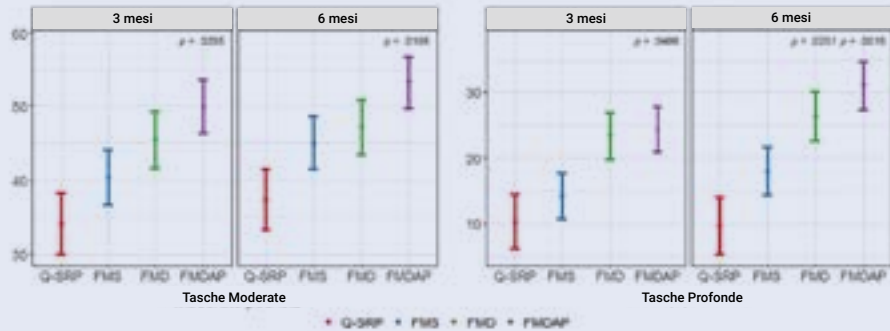 3 mesi
6 mesi
3 mesi
6 mesi
60
50
40
30
30
20
10
Q-SRP FMS FMD FMDAP
Q-SRP FMS FMD FMDAP
Q-SRP FMS FMD FMDAP
Q-SRP FMS FMD FMDAP
Tasche Moderate
Tasche Profonde
Q-SRP FMS FMD FMDAP